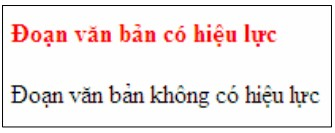 Đoạn văn bản có hiệu lực
Đoạn văn bản không có hiệu lực